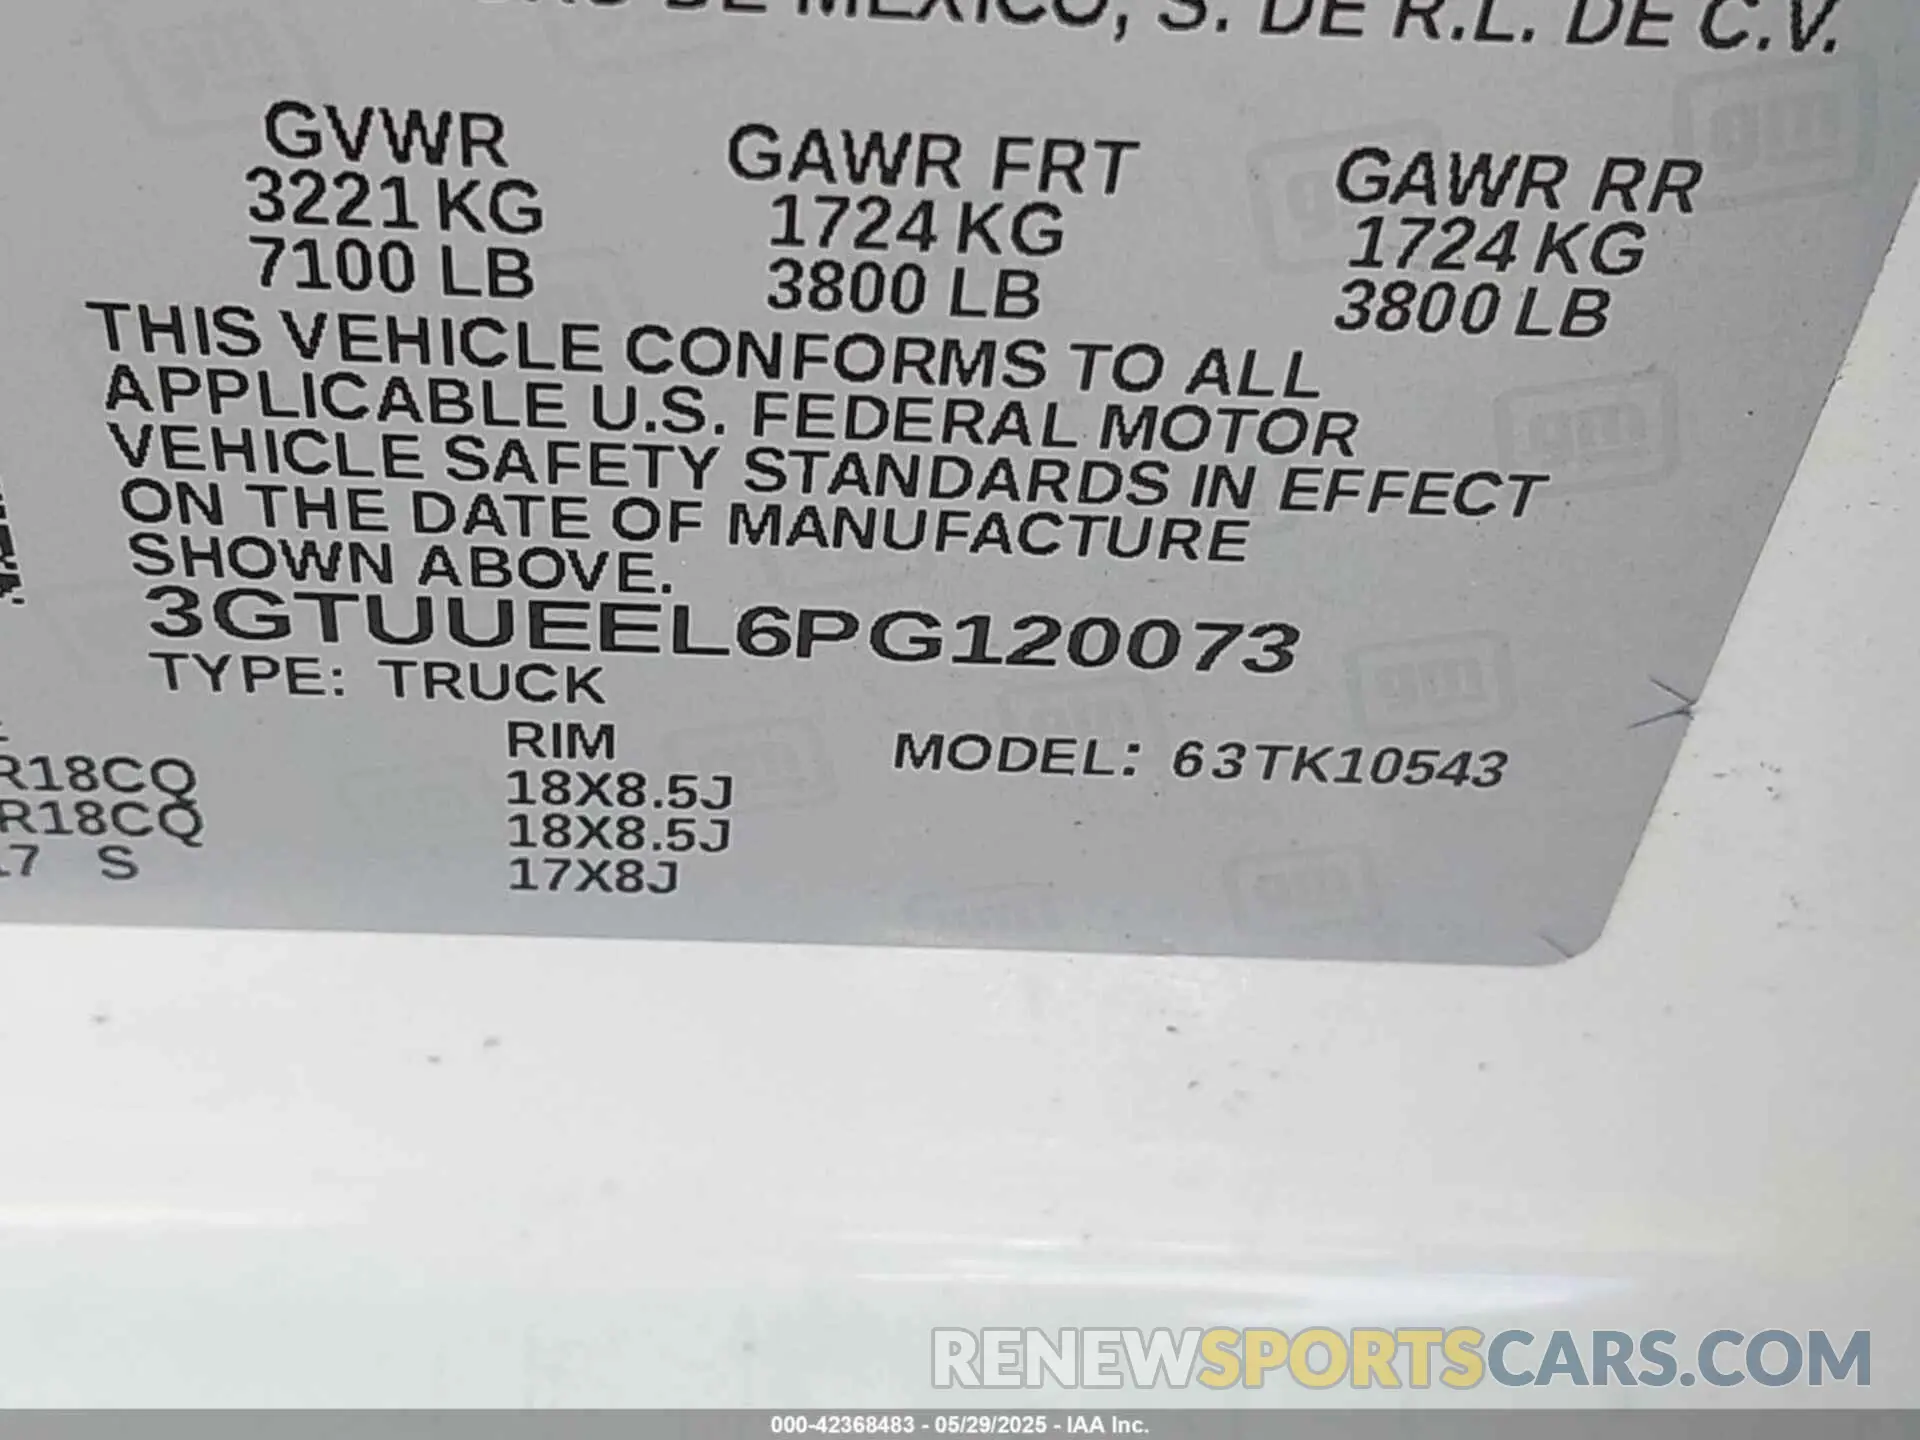 DE MEXICO, S. DE R.L. DE C.V.
GVWR GAWR FRT GAWR RR
3221 KG 1724 KG 1724 KG
7100 LB 3800 LB 3800 LB
THIS VEHICLE CONFORMS TO ALL
APPLICABLE U.S. FEDERAL MOTOR
VEHICLE SAFETY STANDARDS IN EFFECT
ON THE DATE OF MANUFACTURE
SHOWN ABOVE.
3GTUUEEL6PG120073
TYPE: TRUCK
RIM MODEL: 63TK10543
R18CQ 18X8.5J
R18CQ 18X8.5J
17 S 17X8J
RENEWSPORTSCARS.COM
000-42368483 - 05/29/2025 - IAA Inc.